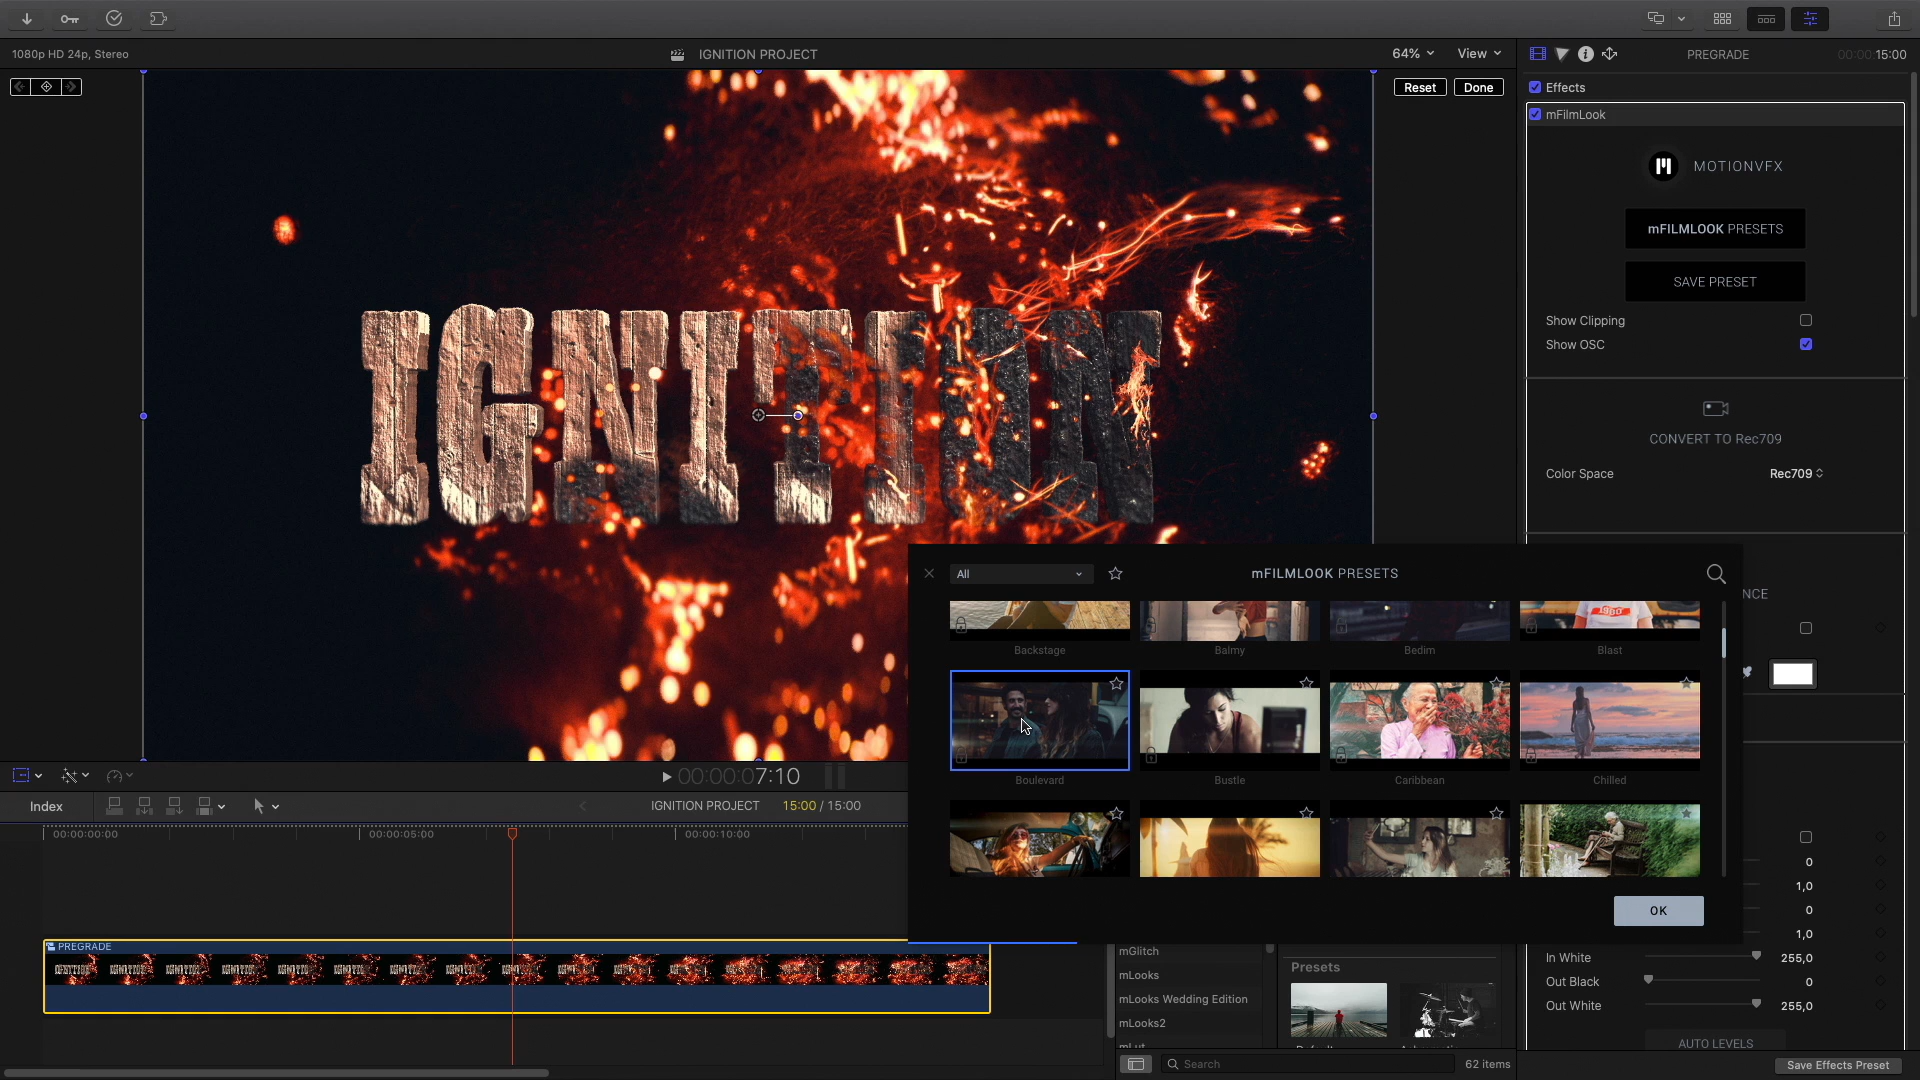 1080p HD 24p, Stereo
IGNITION PROJECT
64%
View
PREGRADE
00:00:15:00
Reset
Done
Effects
mFilmLook
MOTIONVFX
mFILMLOOK PRESETS
SAVE PRESET
Show Clipping
Show OSC
IGNITION
CONVERT TO Rec709
Color Space
Rec709
All
mFILMLOOK PRESETS
NCE
1980
Backstage
Balmy
Bedim
Blast
Boulevard
Bustle
Caribbean
Chilled
00:00:07:10
Index
IGNITION PROJECT
15:00 / 15:00
00:00:00:00
00:00:05:00
00:00:10:00
0
1,0
0
1,0
OK
PREGRADE
mGlitch
mLooks
mLooks Wedding Edition
mLooks2
Presets
In White
255,0
Out Black
0
Out White
255,0
AUTO LEVELS
Search
62 items
Save Effects Preset